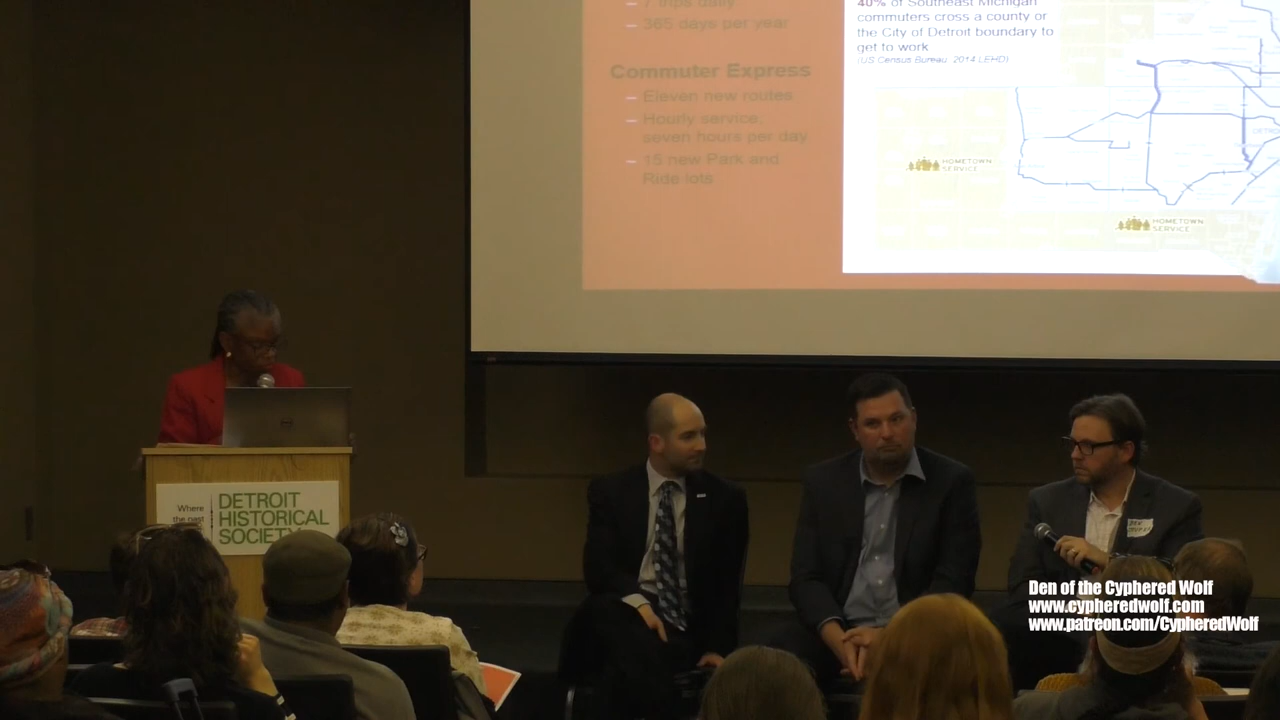 7 trips daily
365 days per year
Commuter Express
Eleven new routes
Hourly service,
seven hours per day
15 new Park and
Ride lots
40% of Southeast Michigan
commuters cross a county or
the City of Detroit boundary to
get to work
(US Census Bureau, 2014 LEHD)
HOMETOWN
SERVICE
HOMETOWN
SERVICE
Where
the past
DETROIT
HISTORICAL
SOCIETY
Den of the Cyphered Wolf
www.cypheredwolf.com
www.patreon.com/CypheredWolf